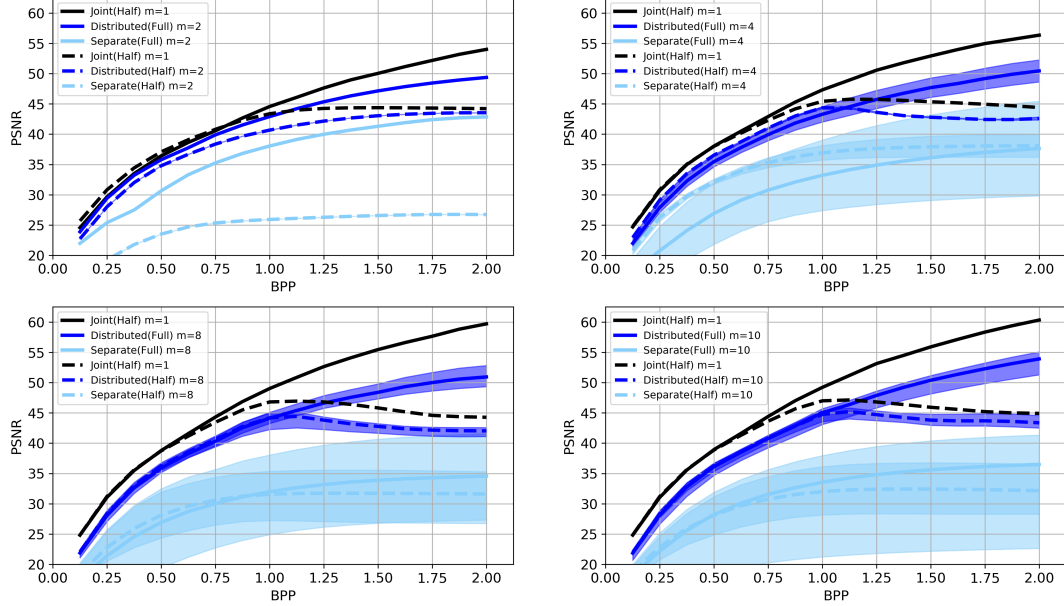 Joint(Half) m=1
Distributed(Full) m=2
Separate(Full) m=2
Joint(Half) m=1
Distributed(Half) m=2
Separate(Half) m=2
PSNR
60
55
50
45
40
35
30
25
20
0.00 0.25 0.50 0.75 1.00 1.25 1.50 1.75 2.00
BPP
Joint(Half) m=1
Distributed(Full) m=4
Separate(Full) m=4
Joint(Half) m=1
Distributed(Half) m=4
Separate(Half) m=4
PSNR
60
55
50
45
40
35
30
25
20
0.00 0.25 0.50 0.75 1.00 1.25 1.50 1.75 2.00
BPP
Joint(Half) m=1
Distributed(Full) m=8
Separate(Full) m=8
Joint(Half) m=1
Distributed(Half) m=8
Separate(Half) m=8
PSNR
60
55
50
45
40
35
30
25
20
0.00 0.25 0.50 0.75 1.00 1.25 1.50 1.75 2.00
BPP
Joint(Half) m=1
Distributed(Full) m=10
Separate(Full) m=10
Joint(Half) m=1
Distributed(Half) m=10
Separate(Half) m=10
PSNR
60
55
50
45
40
35
30
25
20
0.00 0.25 0.50 0.75 1.00 1.25 1.50 1.75 2.00
BPP